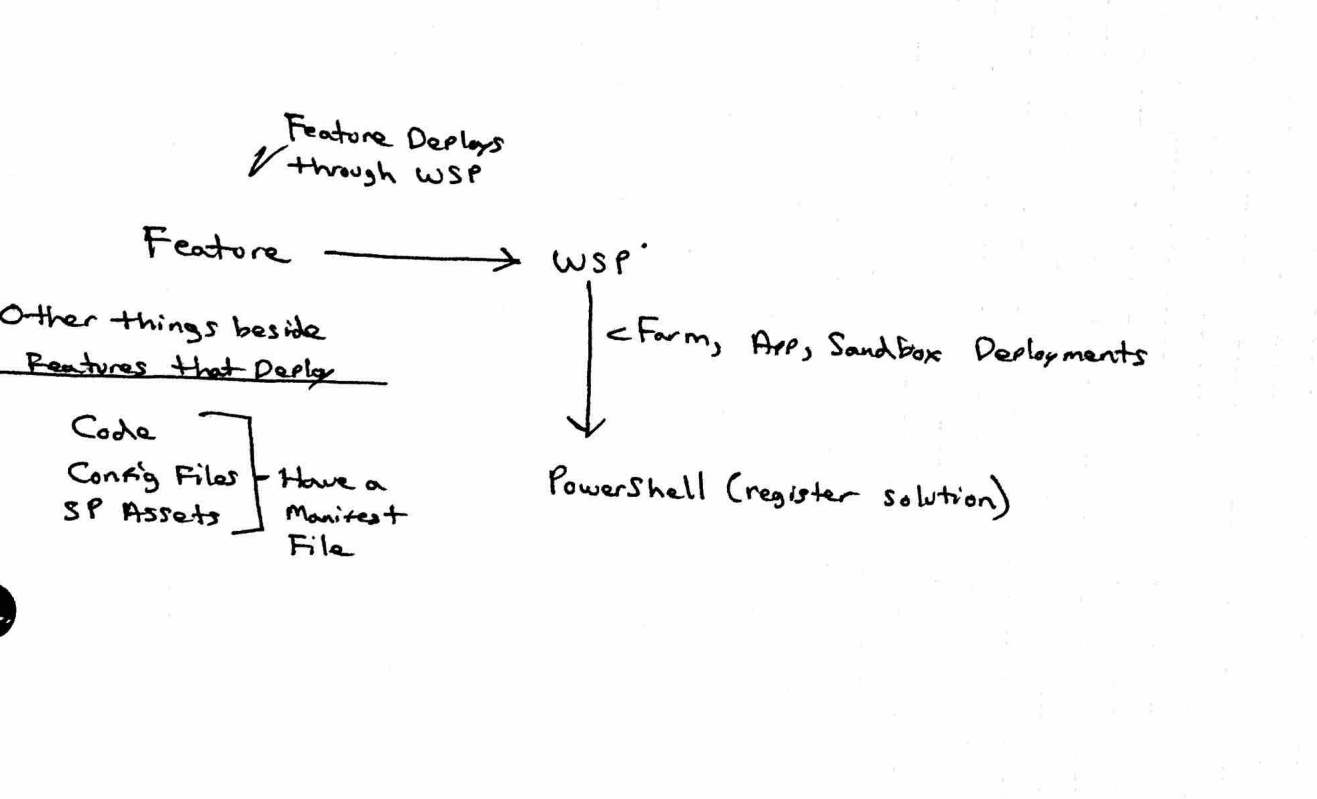 Feature Deploys
through WSP
Feature
WSP
Other things beside
Features that Deploy
< Farm, App, Sandbox Deployments
Code
Config Files
SP Assets
Have a
Manifest
File
Powershell (register solution)